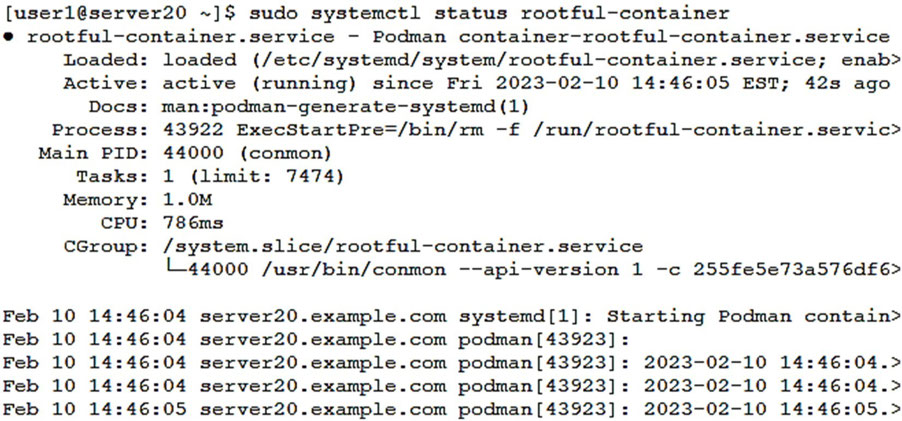 [user1@server20 ~]$ sudo systemctl status rootful-container
● rootful-container.service - Podman container-rootful-container.service
     Loaded: loaded (/etc/systemd/system/rootful-container.service; enab>
     Active: active (running) since Fri 2023-02-10 14:46:05 EST; 42s ago
       Docs: man:podman-generate-systemd(1)
    Process: 43922 ExecStartPre=/bin/rm -f /run/rootful-container.servic>
   Main PID: 44000 (conmon)
      Tasks: 1 (limit: 7474)
     Memory: 1.0M
        CPU: 786ms
     CGroup: /system.slice/rootful-container.service
             └─44000 /usr/bin/conmon --api-version 1 -c 255fe5e73a576df6>
Feb 10 14:46:04 server20.example.com systemd[1]: Starting Podman contain>
Feb 10 14:46:04 server20.example.com podman[43923]:
Feb 10 14:46:04 server20.example.com podman[43923]: 2023-02-10 14:46:04.>
Feb 10 14:46:04 server20.example.com podman[43923]: 2023-02-10 14:46:04.>
Feb 10 14:46:05 server20.example.com podman[43923]: 2023-02-10 14:46:05.>